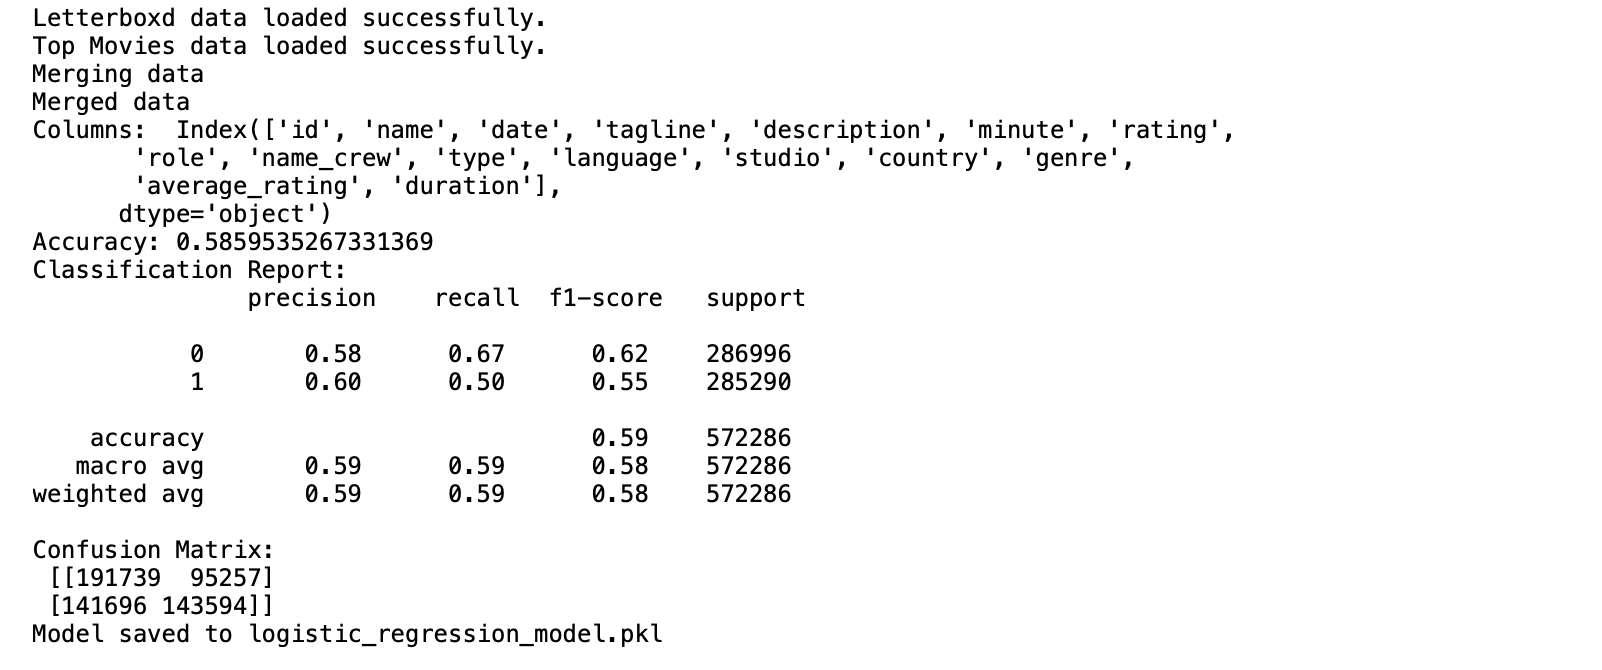 Letterboxd data loaded successfully.
Top Movies data loaded successfully.
Merging data
Merged data
Columns:  Index(['id', 'name', 'date', 'tagline', 'description', 'minute', 'rating',
       'role', 'name_crew', 'type', 'language', 'studio', 'country', 'genre',
       'average_rating', 'duration'],
      dtype='object')
Accuracy: 0.5859535267331369
Classification Report:
               precision    recall  f1-score   support

           0       0.58      0.67      0.62    286996
           1       0.60      0.50      0.55    285290

    accuracy                           0.59    572286
   macro avg       0.59      0.59      0.58    572286
weighted avg       0.59      0.59      0.58    572286

Confusion Matrix:
 [[191739  95257]
 [141696 143594]]
Model saved to logistic_regression_model.pkl